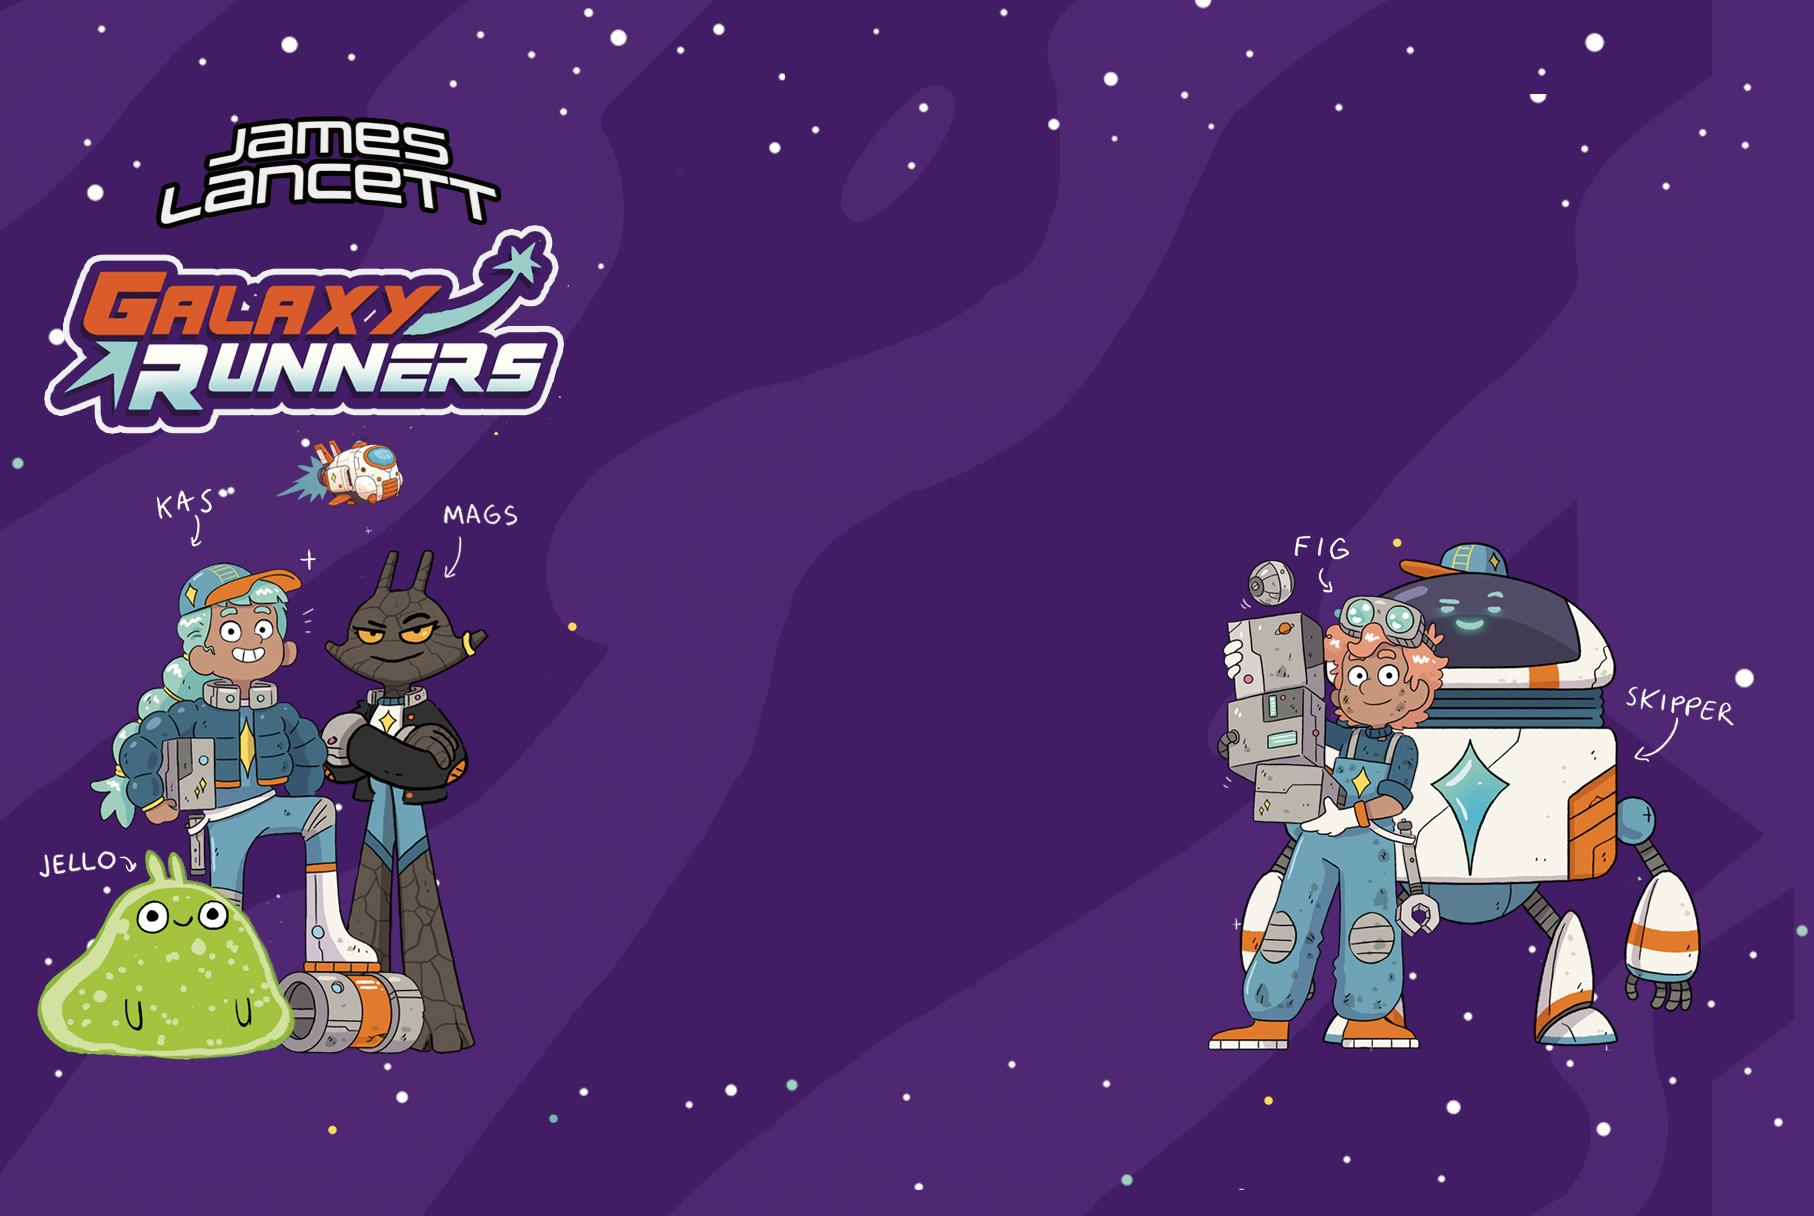 James
Lancett
Galaxy
Runners
KAS
MAGS
JELLO
FIG
SKIPPER